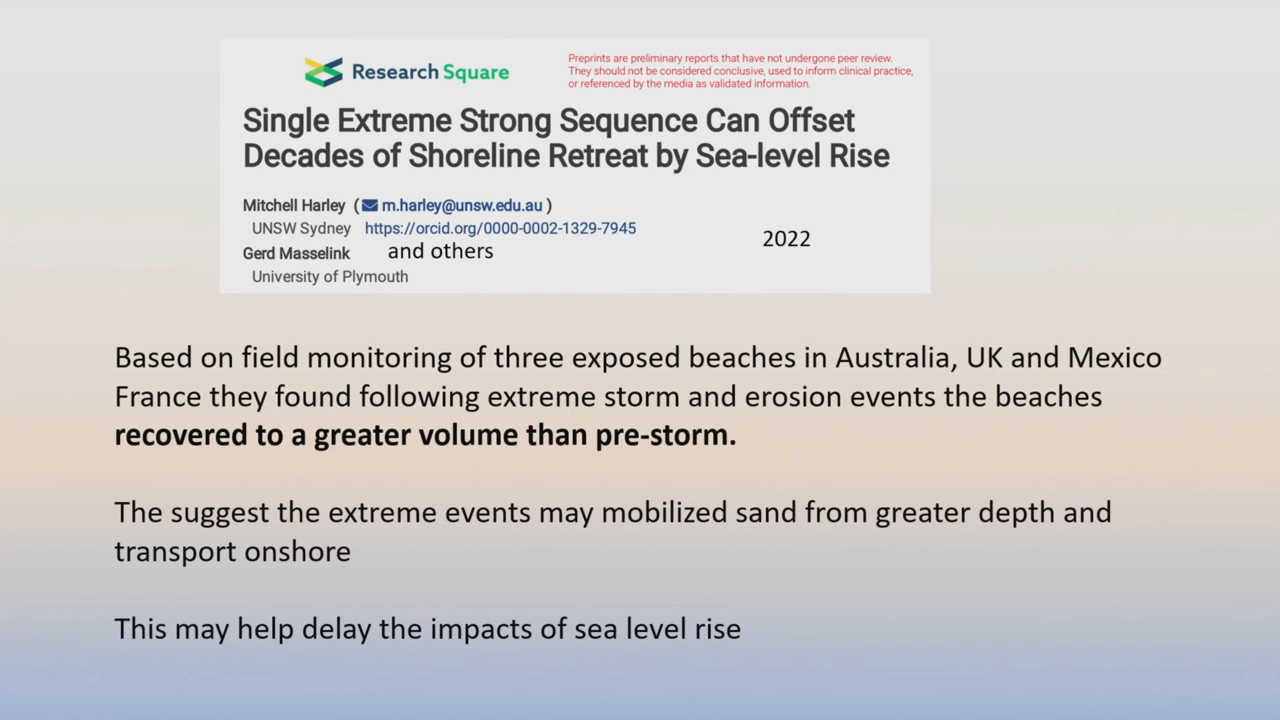 Research Square
Preprints are preliminary reports that have not undergone peer review.
They should not be considered conclusive, used to inform clinical practice,
or referenced by the media as validated information.
Single Extreme Strong Sequence Can Offset
Decades of Shoreline Retreat by Sea-level Rise
Mitchell Harley ( m.harley@unsw.edu.au )
UNSW Sydney https://orcid.org/0000-0002-1329-7945
2022
Gerd Masselink and others
University of Plymouth
Based on field monitoring of three exposed beaches in Australia, UK and Mexico
France they found following extreme storm and erosion events the beaches
recovered to a greater volume than pre-storm.
The suggest the extreme events may mobilized sand from greater depth and
transport onshore
This may help delay the impacts of sea level rise